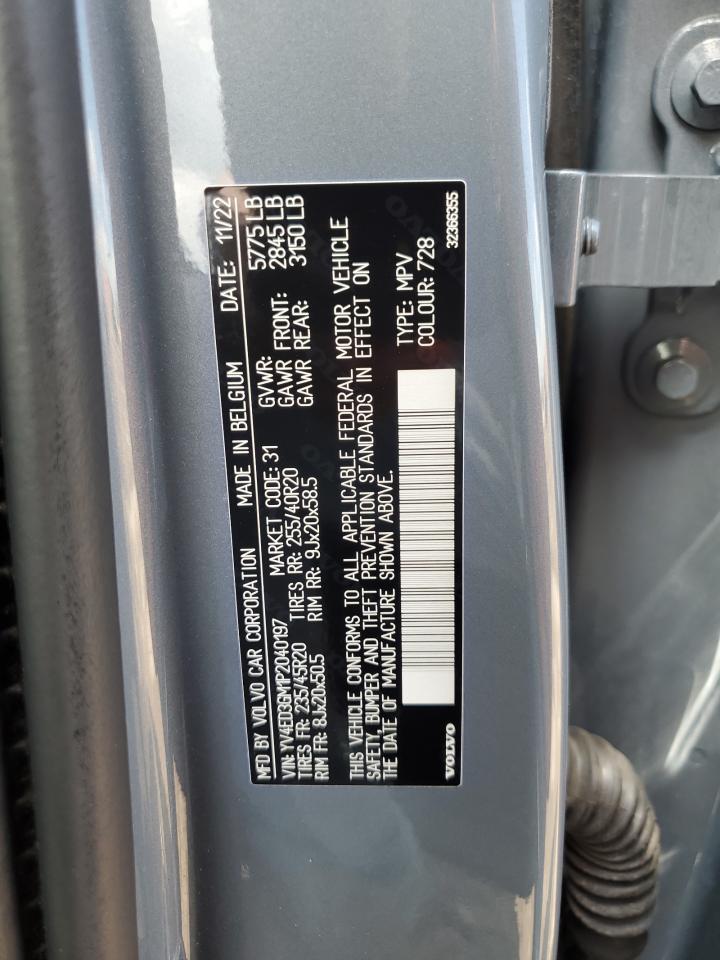 MFD BY VOLVO CAR CORPORATION MADE IN BELGIUM DATE: 11/22
VIN: YV4ED3GM1P2040197 MARKET CODE: 31 GVWR: 5775 LB
TIRES FR: 235/45R20 TIRES RR: 255/40R20 GAWR FRONT: 2845 LB
RIM FR: 8Jx20x50.5 RIM RR: 9Jx20x58.5 GAWR REAR: 3150 LB
THIS VEHICLE CONFORMS TO ALL APPLICABLE FEDERAL MOTOR VEHICLE
SAFETY, BUMPER AND THEFT PREVENTION STANDARDS IN EFFECT ON
THE DATE OF MANUFACTURE SHOWN ABOVE.
TYPE: MPV
COLOUR: 728
VOLVO 32366355